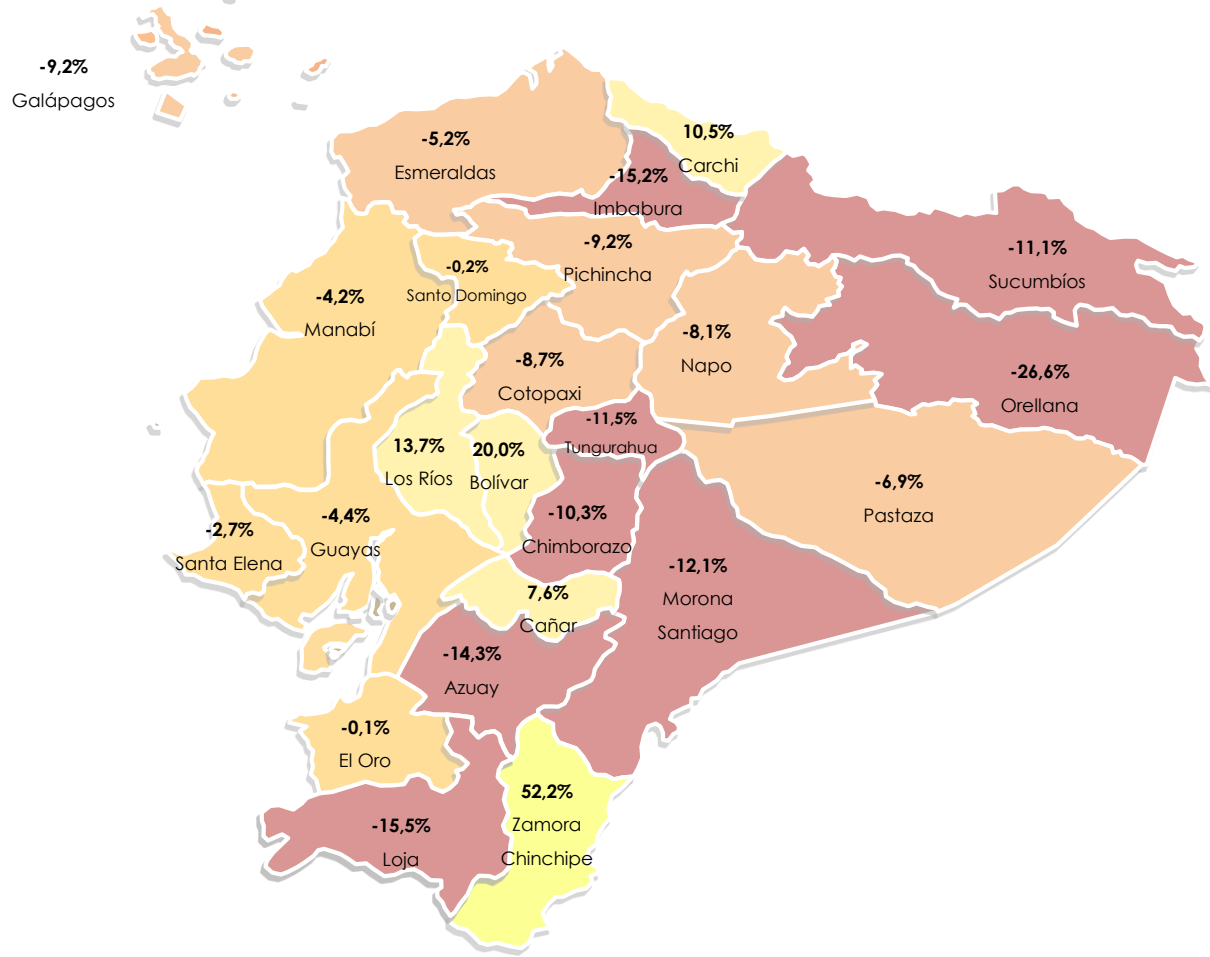 -9,2%
Galápagos
-5,2%
Esmeraldas
10,5%
Carchi
-15,2%
Imbabura
-9,2%
Pichincha
-0,2%
Santo Domingo
-11,1%
Sucumbíos
-4,2%
Manabí
-8,1%
Napo
-8,7%
Cotopaxi
-26,6%
Orellana
-11,5%
Tungurahua
13,7%
Los Ríos
20,0%
Bolívar
-6,9%
Pastaza
-2,7%
Santa Elena
-4,4%
Guayas
-10,3%
Chimborazo
-12,1%
Morona
Santiago
7,6%
Cañar
-14,3%
Azuay
-0,1%
El Oro
52,2%
Zamora
Chinchipe
-15,5%
Loja